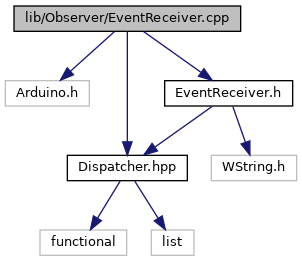 lib/Observer/EventReceiver.cpp
Arduino.h
EventReceiver.h
Dispatcher.hpp
WString.h
functional
list